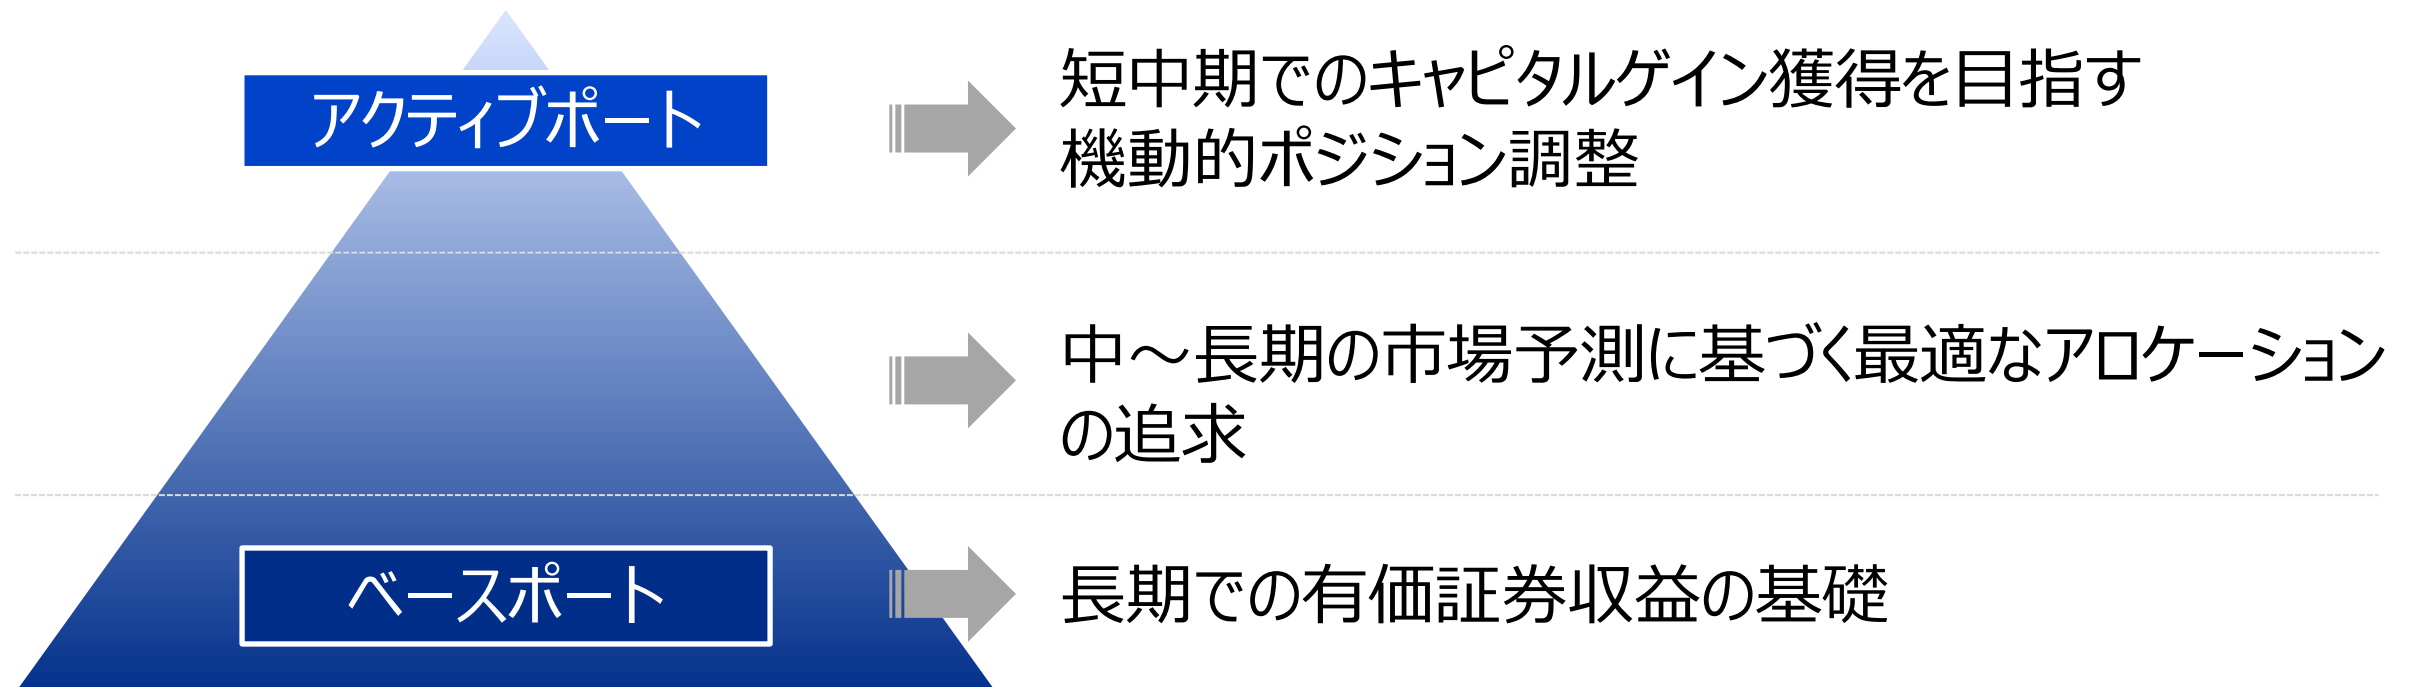 アクティブポート
短中期でのキャピタルゲイン獲得を目指す
機動的ポジション調整
中～長期の市場予測に基づく最適なアロケーション
の追求
ベースポート
長期での有価証券収益の基礎